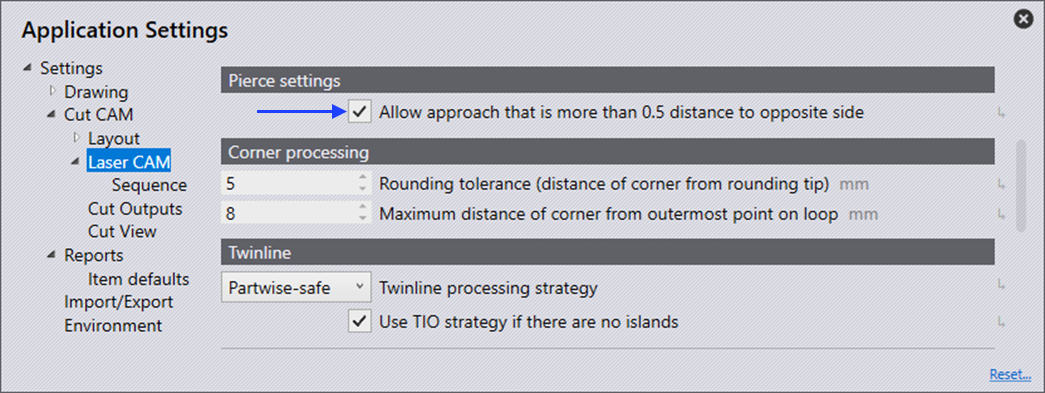 Application Settings
Settings
Drawing
Cut CAM
Layout
Laser CAM
Sequence
Cut Outputs
Cut View
Reports
Item defaults
Import/Export
Environment
Pierce settings
Allow approach that is more than 0.5 distance to opposite side
Corner processing
5 Rounding tolerance (distance of corner from rounding tip) mm
8 Maximum distance of corner from outermost point on loop mm
Twinline
Partwise-safe Twinline processing strategy
Use TIO strategy if there are no islands
Reset...